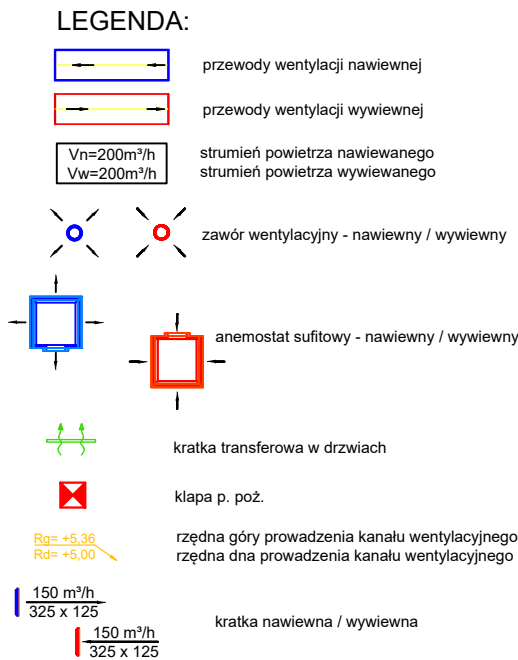 LEGENDA:
przewody wentylacji nawiewnej
przewody wentylacji wywiewnej
Vn=200m³/h
Vw=200m³/h
strumień powietrza nawiewanego
strumień powietrza wywiewanego
zawór wentylacyjny - nawiewny / wywiewny
anemostat sufitowy - nawiewny / wywiewny
kratka transferowa w drzwiach
klapa p. poż.
Rg= +5,36
Rd= +5,00
rzędna góry prowadzenia kanału wentylacyjnego
rzędna dna prowadzenia kanału wentylacyjnego
150 m³/h
325 x 125
kratka nawiewna / wywiewna
150 m³/h
325 x 125